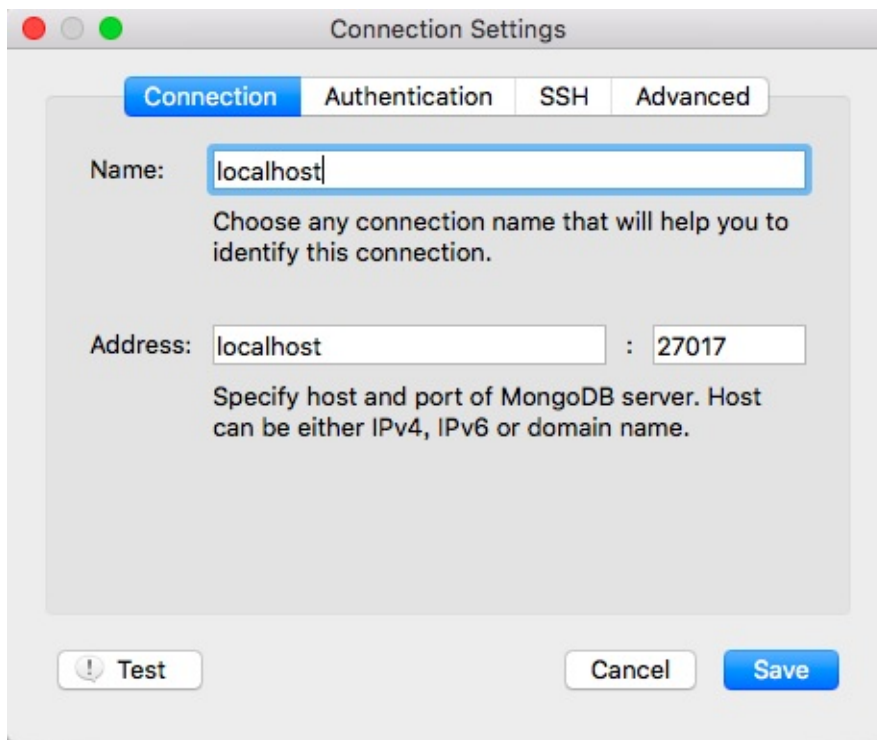 Connection Settings
Connection Authentication SSH Advanced
Name: localhost
Choose any connection name that will help you to
identify this connection.
Address: localhost : 27017
Specify host and port of MongoDB server. Host
can be either IPv4, IPv6 or domain name.
! Test Cancel Save